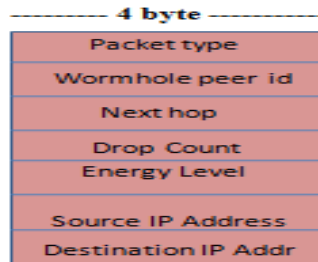 --------- 4 byte -----------
Packet type
Wormhole peer id
Next hop
Drop Count
Energy Level
Source IP Address
Destination IP Addr